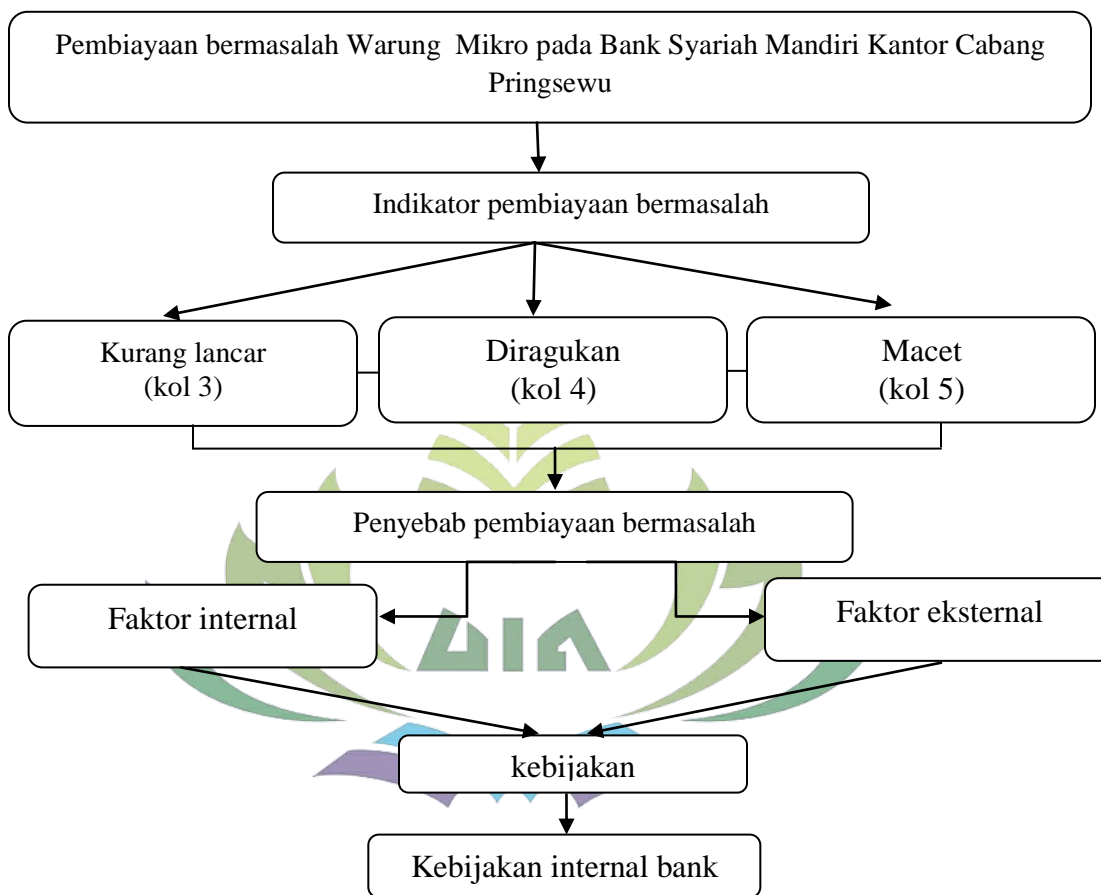 Pembiayaan bermasalah Warung Mikro pada Bank Syariah Mandiri Kantor Cabang
Pringsewu
Indikator pembiayaan bermasalah
Kurang lancar
(kol 3)
Diragukan
(kol 4)
Macet
(kol 5)
Penyebab pembiayaan bermasalah
Faktor internal
Faktor eksternal
UIN
kebijakan
Kebijakan internal bank